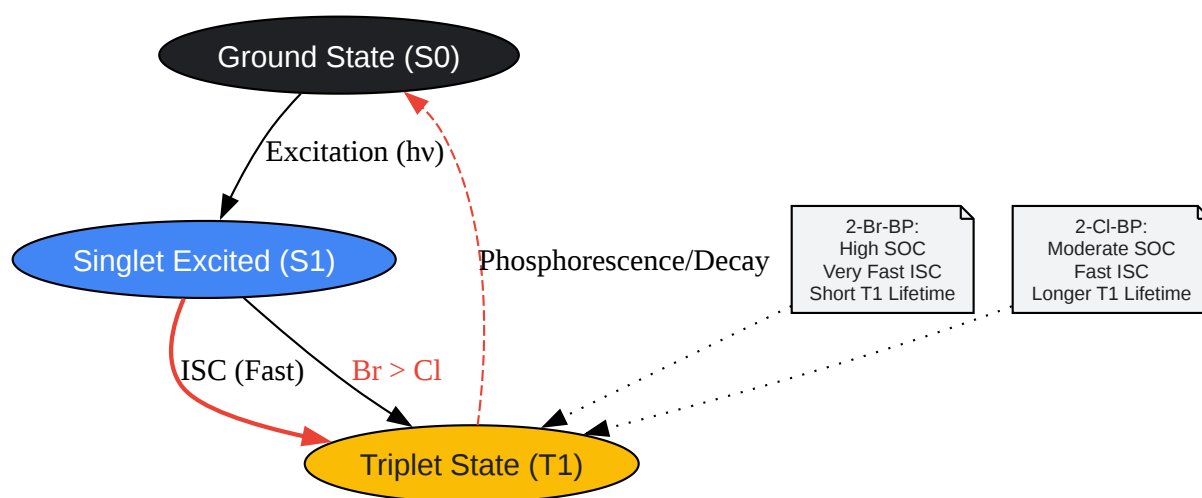 Ground State (S0)
Excitation (hν)
Singlet Excited (S1)
Phosphorescence/Decay
2-Br-BP:
High SOC
Very Fast ISC
Short T1 Lifetime
2-Cl-BP:
Moderate SOC
Fast ISC
Longer T1 Lifetime
ISC (Fast)
Br > Cl
Triplet State (T1)